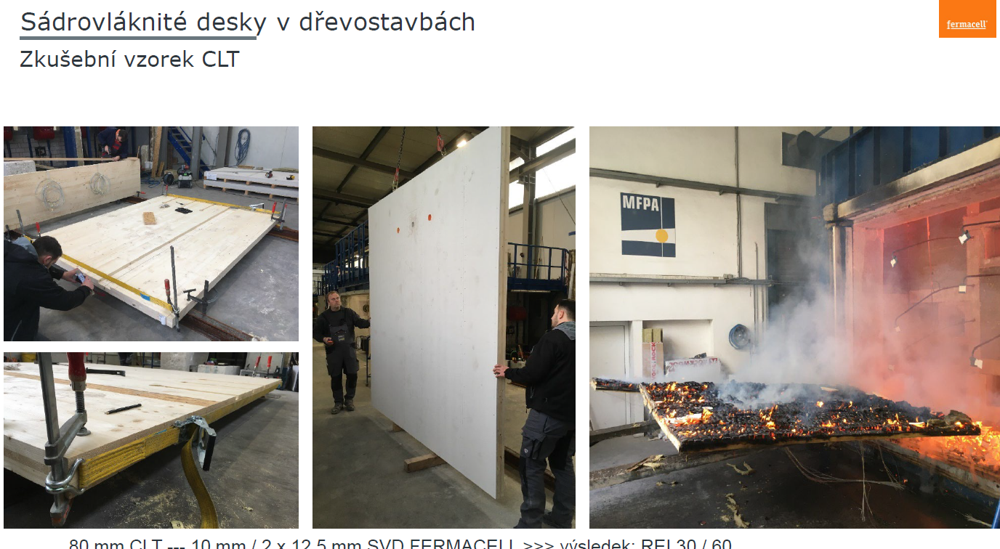 Sádrovláknité desky v dřevostavbách
fermacell
Zkušební vzorek CLT
MFPA
80 mm CLT --- 10 mm / 2 x 12,5 mm SVD FERMACELL >>> výsledek: REI 30 / 60